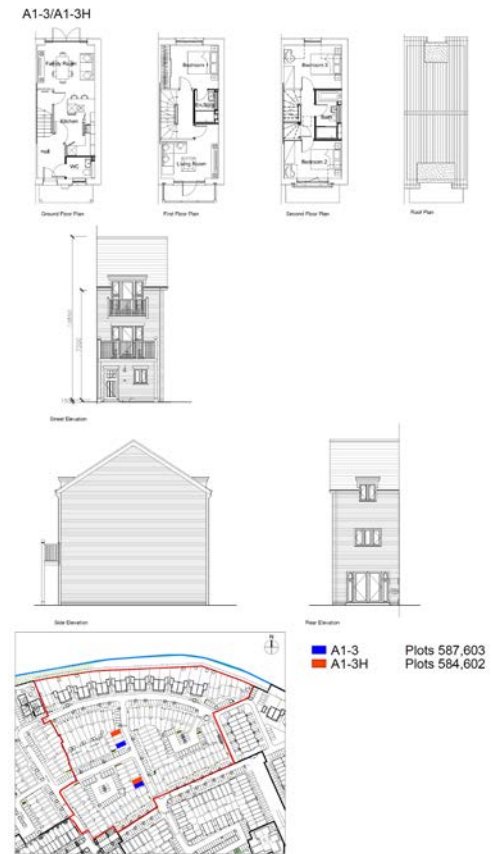 A1-3/A1-3H
Family Room
Kitchen
Hall
WC
Bedroom 1
Ensuite
Living Room
Bedroom 3
Bath
Bedroom 2
Ground Floor Plan
First Floor Plan
Second Floor Plan
Roof Plan
Street Elevation
Side Elevation
Rear Elevation
N
A1-3 Plots 587,603
A1-3H Plots 584,602